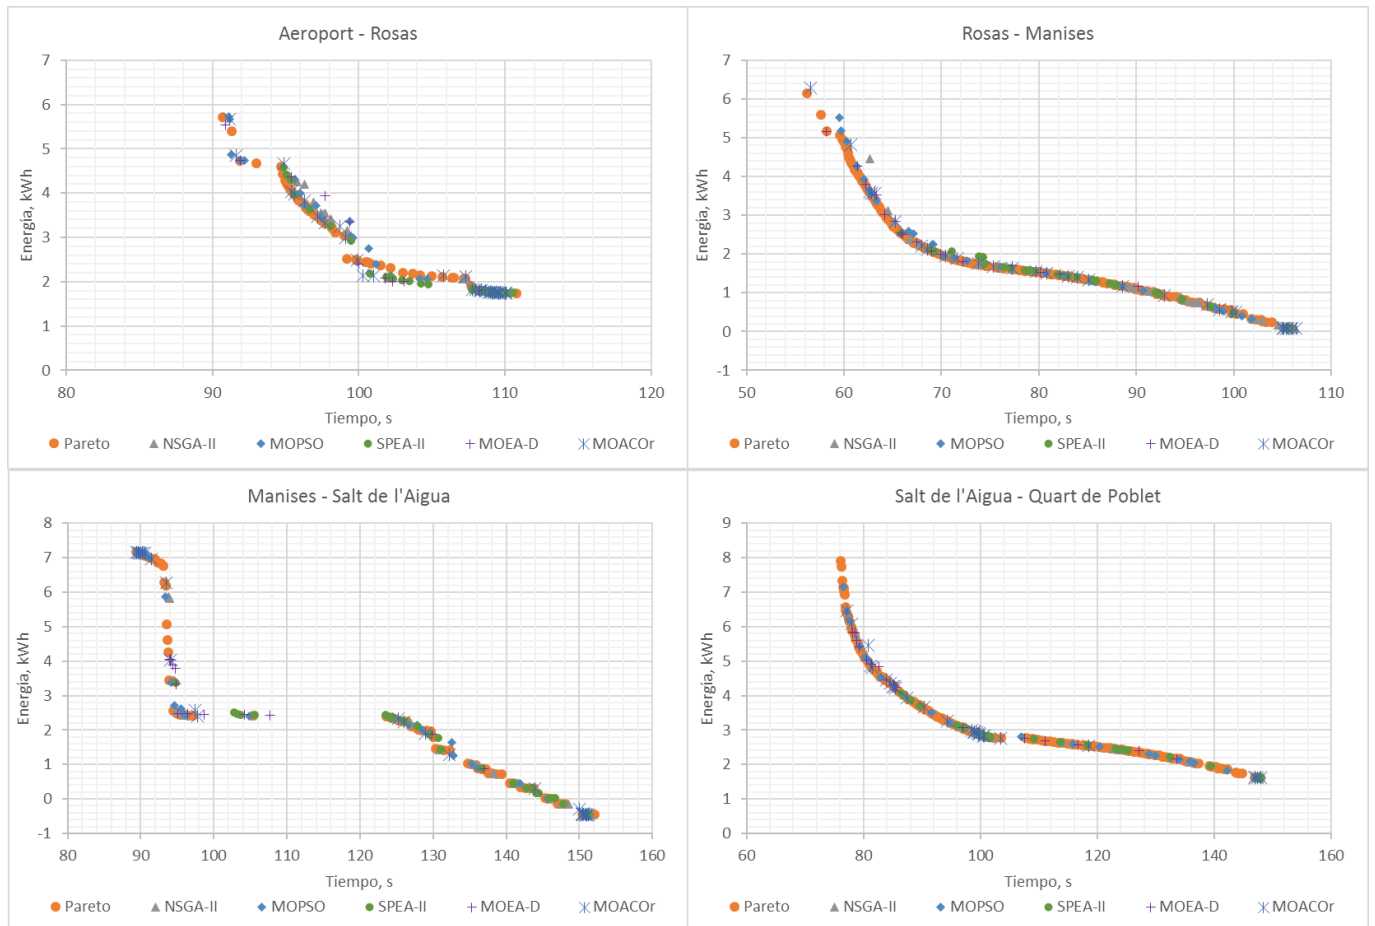 Aeroport - Rosas
7
6
5
4
3
2
1
0
Energia, kWh
80 90 100 110 120
Tiempo, s
Pareto NSGA-II MOPSO SPEA-II MOEA-D MOACOr
Rosas - Manises
7
6
5
4
3
2
1
0
-1
Energia, kWh
50 60 70 80 90 100 110
Tiempo, s
Pareto NSGA-II MOPSO SPEA-II MOEA-D MOACOr
Manises - Salt de l'Aigua
8
7
6
5
4
3
2
1
0
-1
Energia, kWh
80 90 100 110 120 130 140 150 160
Tiempo, s
Pareto NSGA-II MOPSO SPEA-II MOEA-D MOACOr
Salt de l'Aigua - Quart de Poblet
9
8
7
6
5
4
3
2
1
0
Energia, kWh
60 80 100 120 140 160
Tiempo, s
Pareto NSGA-II MOPSO SPEA-II MOEA-D MOACOr